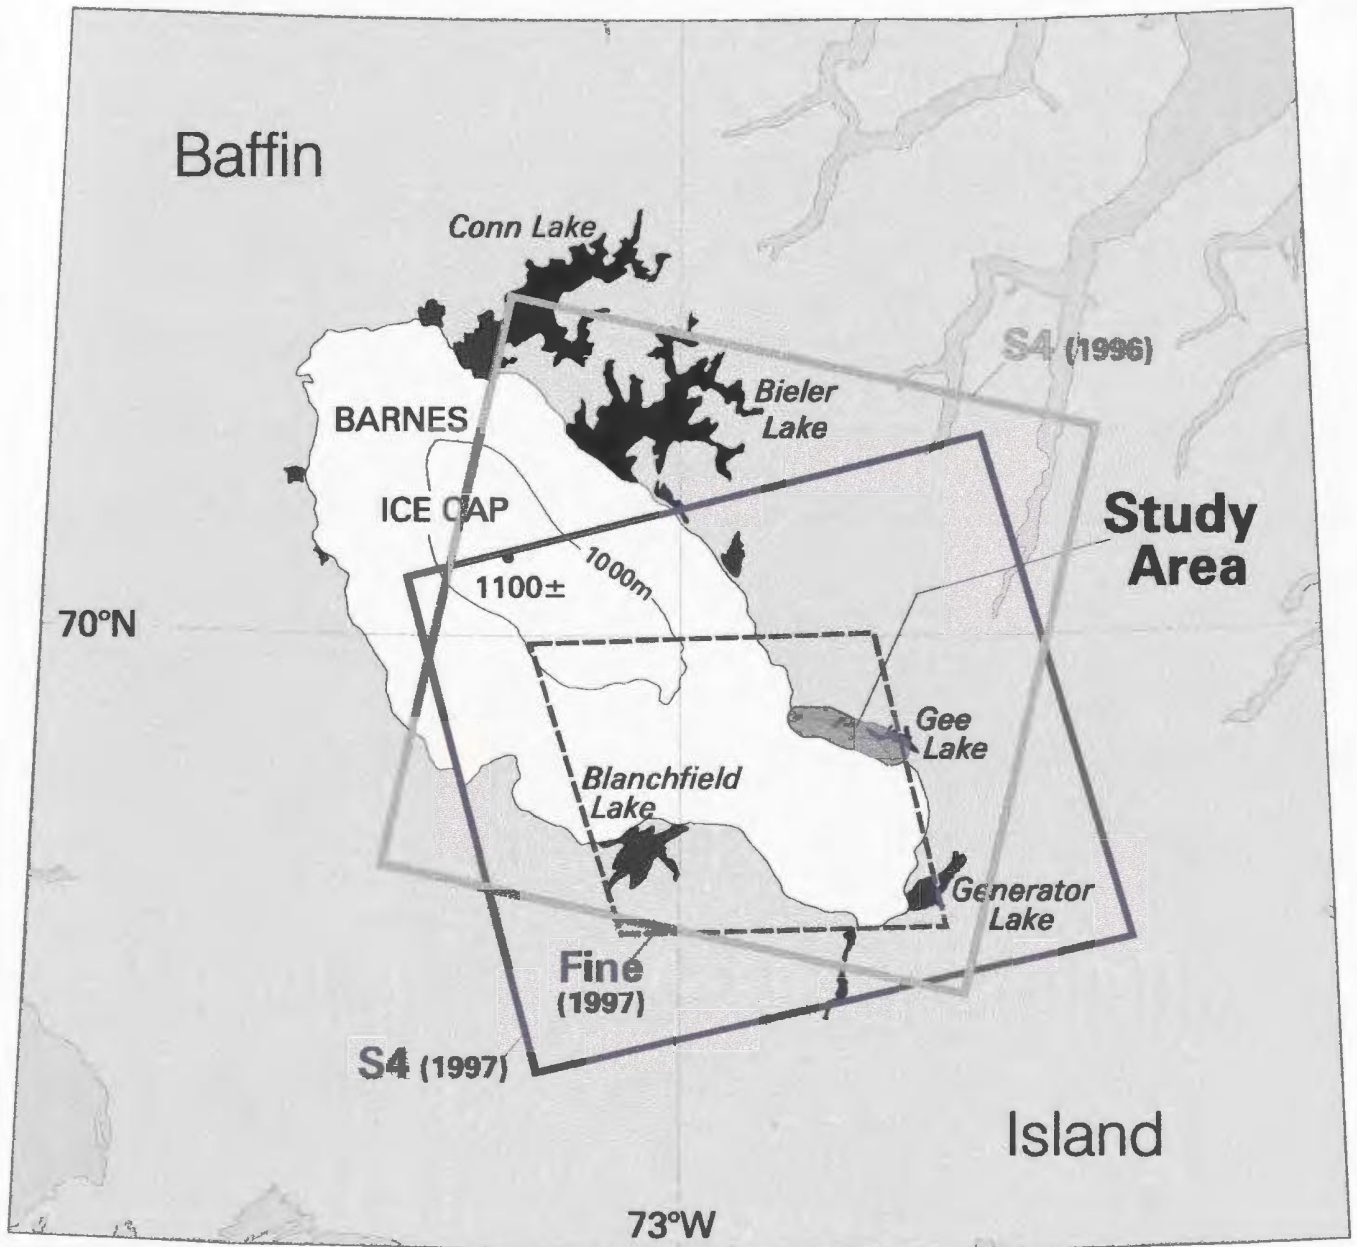 Baffin
Conn Lake
S4 (1996)
Bieler
Lake
BARNES
ICE CAP
Study
Area
1000m
1100±
70°N
Gee
Lake
Blanchfield
Lake
Generator
Lake
Fine
(1997)
S4 (1997)
Island
73°W